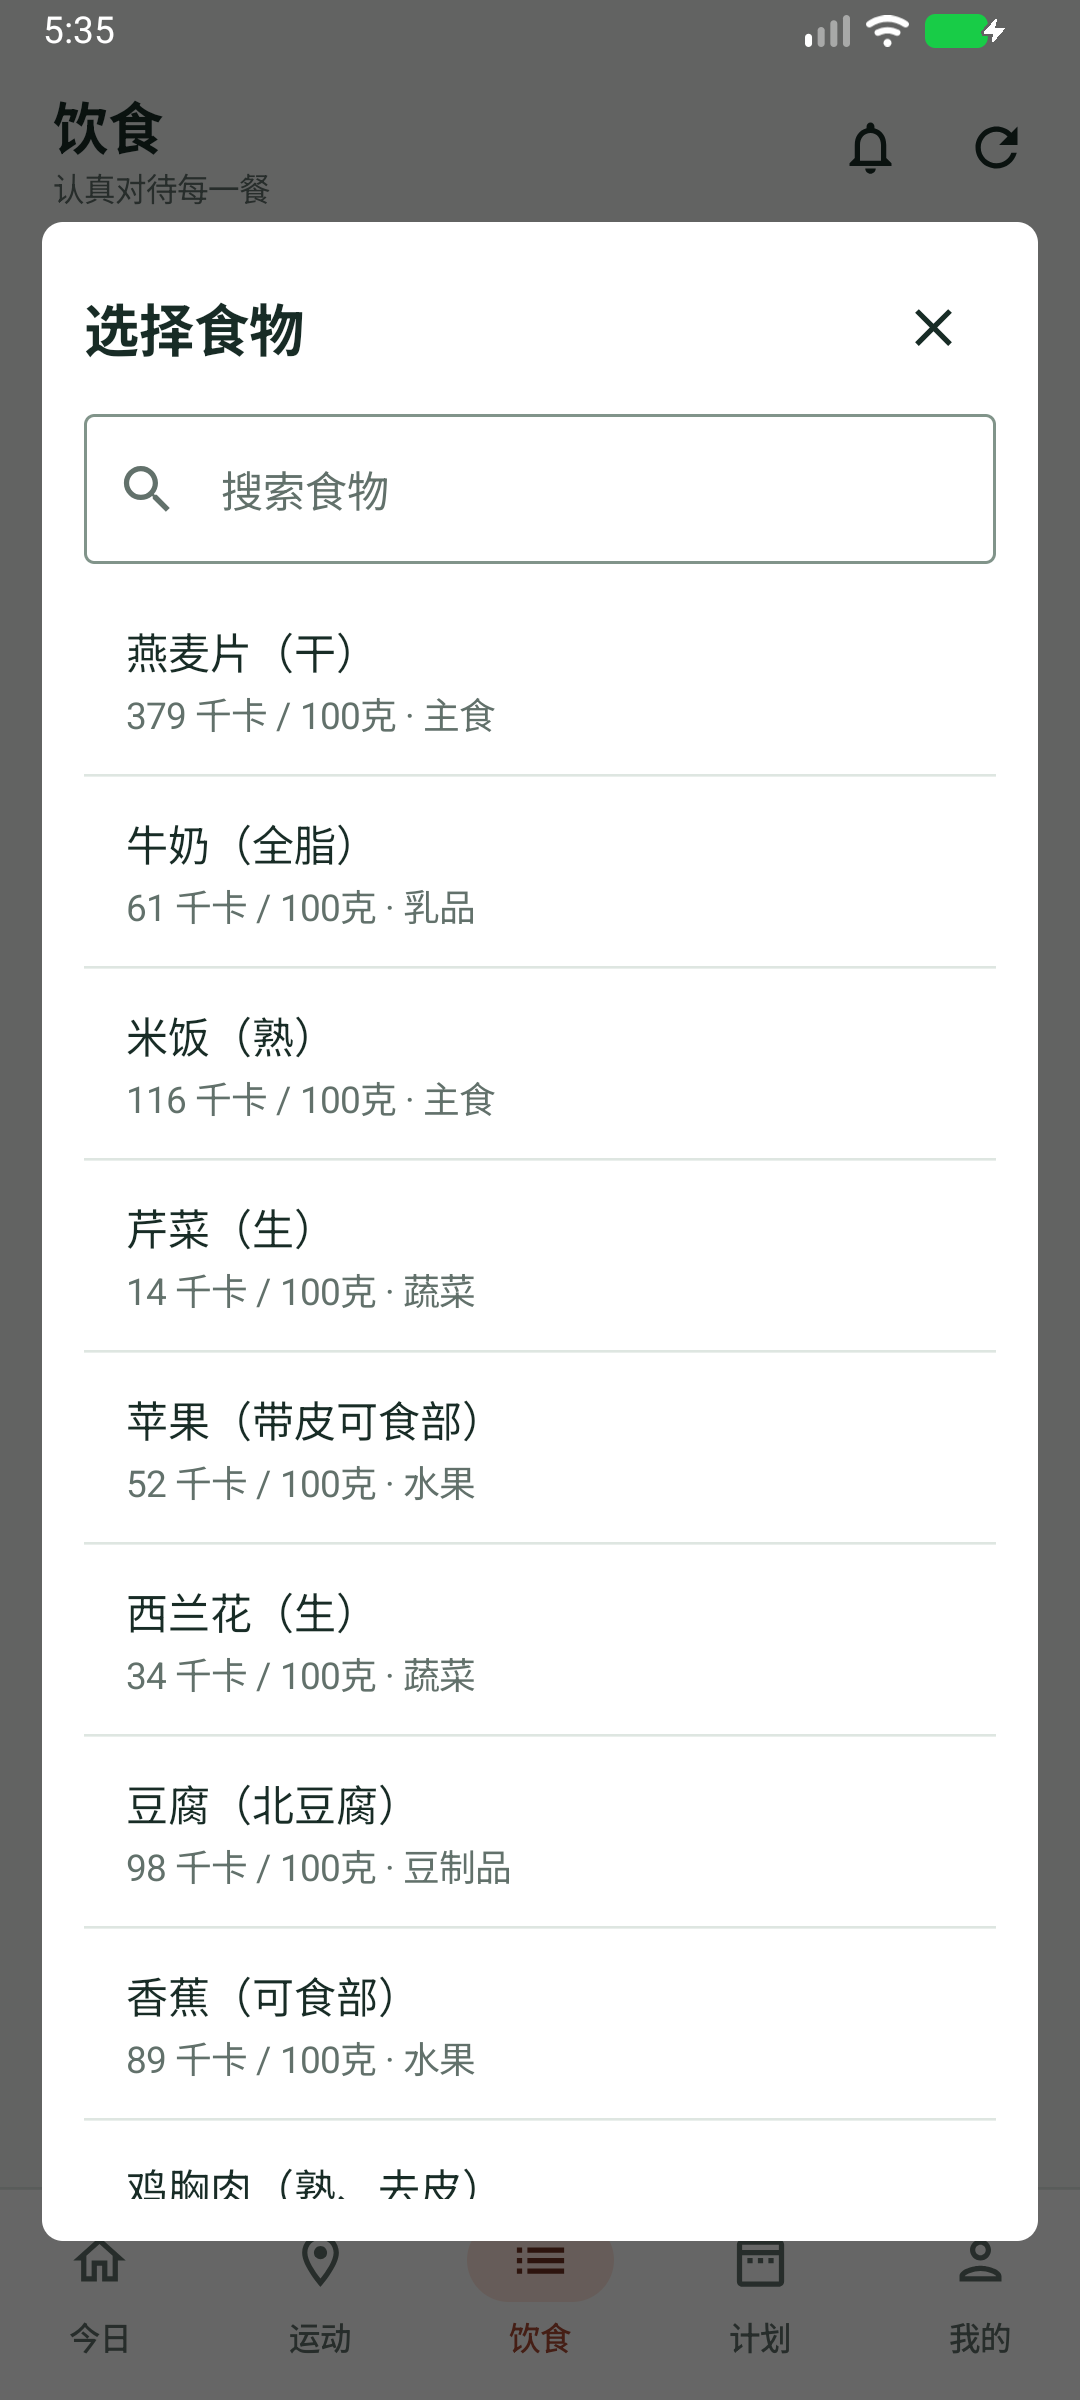 5:35
饮食
认真对待每一餐
选择食物
搜索食物
燕麦片（干）
379 千卡 / 100克 · 主食
牛奶（全脂）
61 千卡 / 100克 · 乳品
米饭（熟）
116 千卡 / 100克 · 主食
芹菜（生）
14 千卡 / 100克 · 蔬菜
苹果（带皮可食部）
52 千卡 / 100克 · 水果
西兰花（生）
34 千卡 / 100克 · 蔬菜
豆腐（北豆腐）
98 千卡 / 100克 · 豆制品
香蕉（可食部）
89 千卡 / 100克 · 水果
鸡胸肉（熟、去皮）
今日
运动
饮食
计划
我的